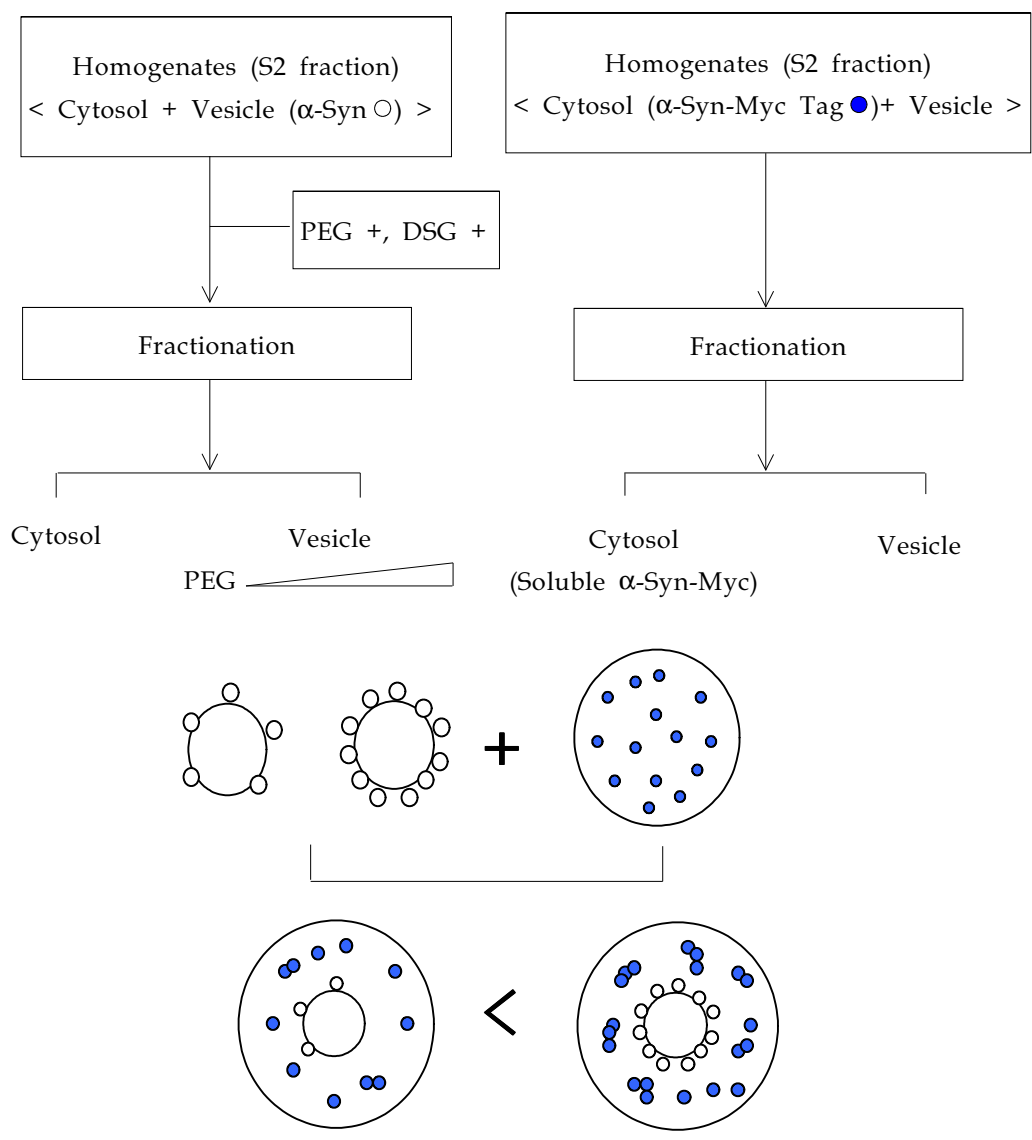 Homogenates (S2 fraction)
< Cytosol + Vesicle (α-Syn ○) >
Homogenates (S2 fraction)
< Cytosol (α-Syn-Myc Tag ●)+ Vesicle >
PEG +, DSG +
Fractionation
Fractionation
Cytosol
Vesicle
PEG
Cytosol
(Soluble α-Syn-Myc)
Vesicle
+
<